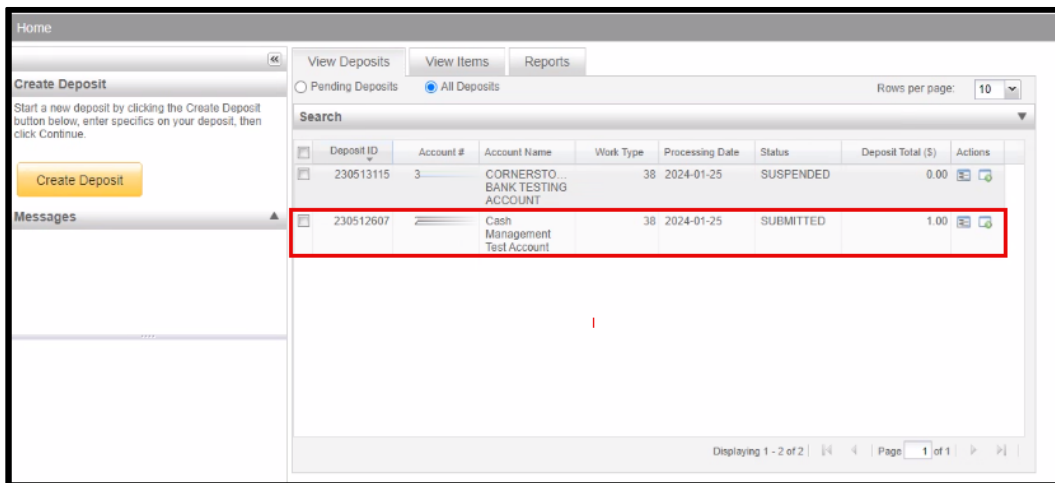 Home
View Deposits View Items Reports
Create Deposit
Pending Deposits All Deposits Rows per page: 10
Start a new deposit by clicking the Create Deposit
button below, enter specifics on your deposit, then
click Continue.
Search
Create Deposit
Deposit ID Account # Account Name Work Type Processing Date Status Deposit Total ($) Actions
230513115 3 CORNERSTO... 38 2024-01-25 SUSPENDED 0.00
BANK TESTING
ACCOUNT
Messages
230512607 Cash 38 2024-01-25 SUBMITTED 1.00
Management
Test Account
Displaying 1 - 2 of 2 Page 1 of 1